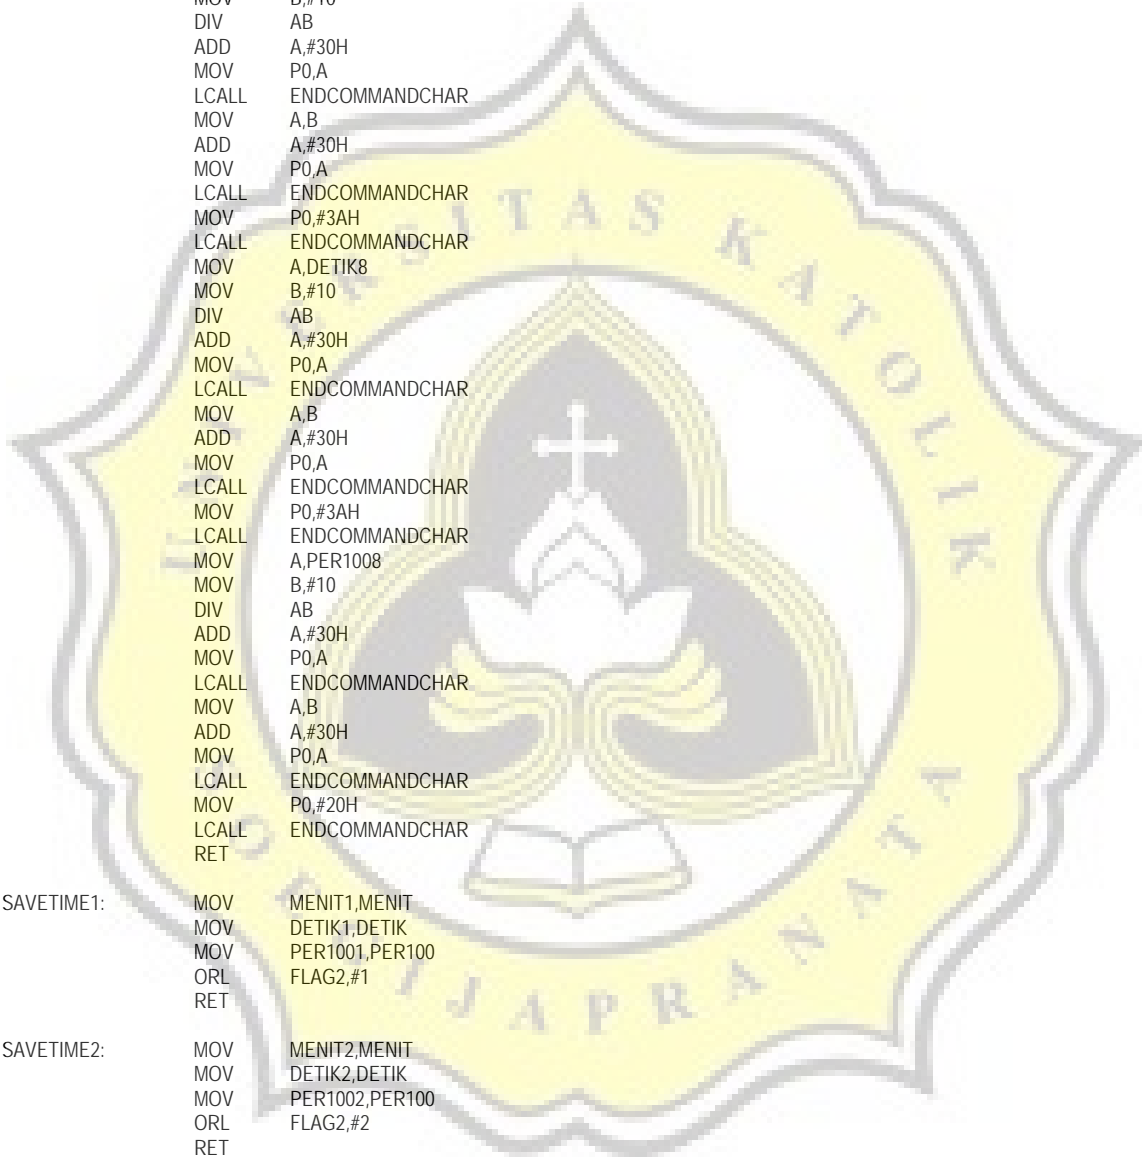 MOV B,#10
DIV AB
ADD A,#30H
MOV P0,A
LCALL ENDCOMMANDCHAR
MOV A,B
ADD A,#30H
MOV P0,A
LCALL ENDCOMMANDCHAR
MOV P0,#3AH
LCALL ENDCOMMANDCHAR
MOV A,DETIK8
MOV B,#10
DIV AB
ADD A,#30H
MOV P0,A
LCALL ENDCOMMANDCHAR
MOV A,B
ADD A,#30H
MOV P0,A
LCALL ENDCOMMANDCHAR
MOV P0,#3AH
LCALL ENDCOMMANDCHAR
MOV A,PER1008
MOV B,#10
DIV AB
ADD A,#30H
MOV P0,A
LCALL ENDCOMMANDCHAR
MOV A,B
ADD A,#30H
MOV P0,A
LCALL ENDCOMMANDCHAR
MOV P0,#20H
LCALL ENDCOMMANDCHAR
RET
SAVETIME1: MOV MENIT1,MENIT
MOV DETIK1,DETIK
MOV PER1001,PER100
ORL FLAG2,#1
RET
SAVETIME2: MOV MENIT2,MENIT
MOV DETIK2,DETIK
MOV PER1002,PER100
ORL FLAG2,#2
RET
UNIVERSITAS KATOLIK
SOEGIJAPRANATA